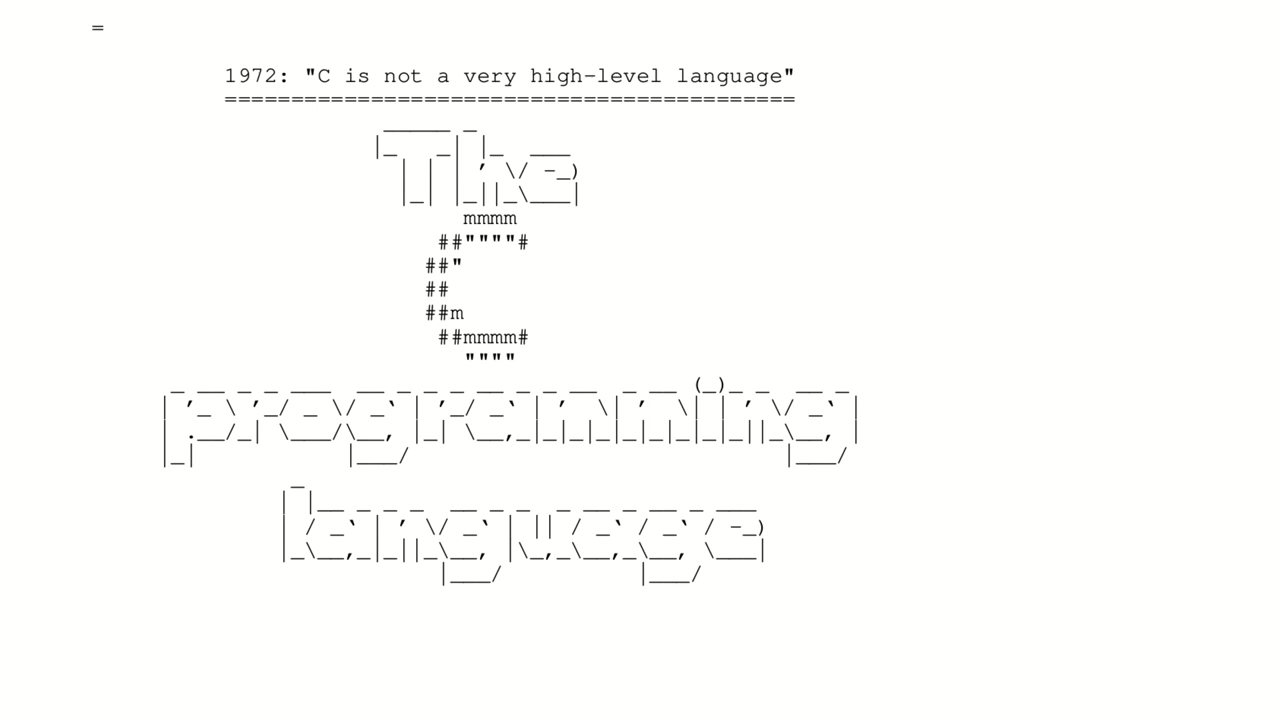 =
1972: "C is not a very high-level language"
===========================================
The
C
programming
language